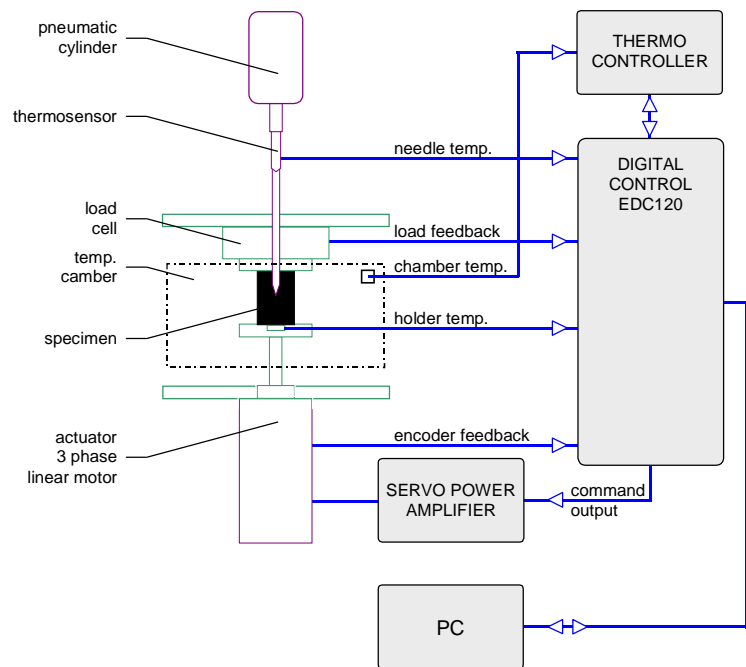 pneumatic
cylinder
thermosensor
load
cell
temp.
camber
specimen
actuator
3 phase
linear motor
needle temp.
load feedback
chamber temp.
holder temp.
encoder feedback
THERMO
CONTROLLER
DIGITAL
CONTROL
EDC120
SERVO POWER
AMPLIFIER
command
output
PC